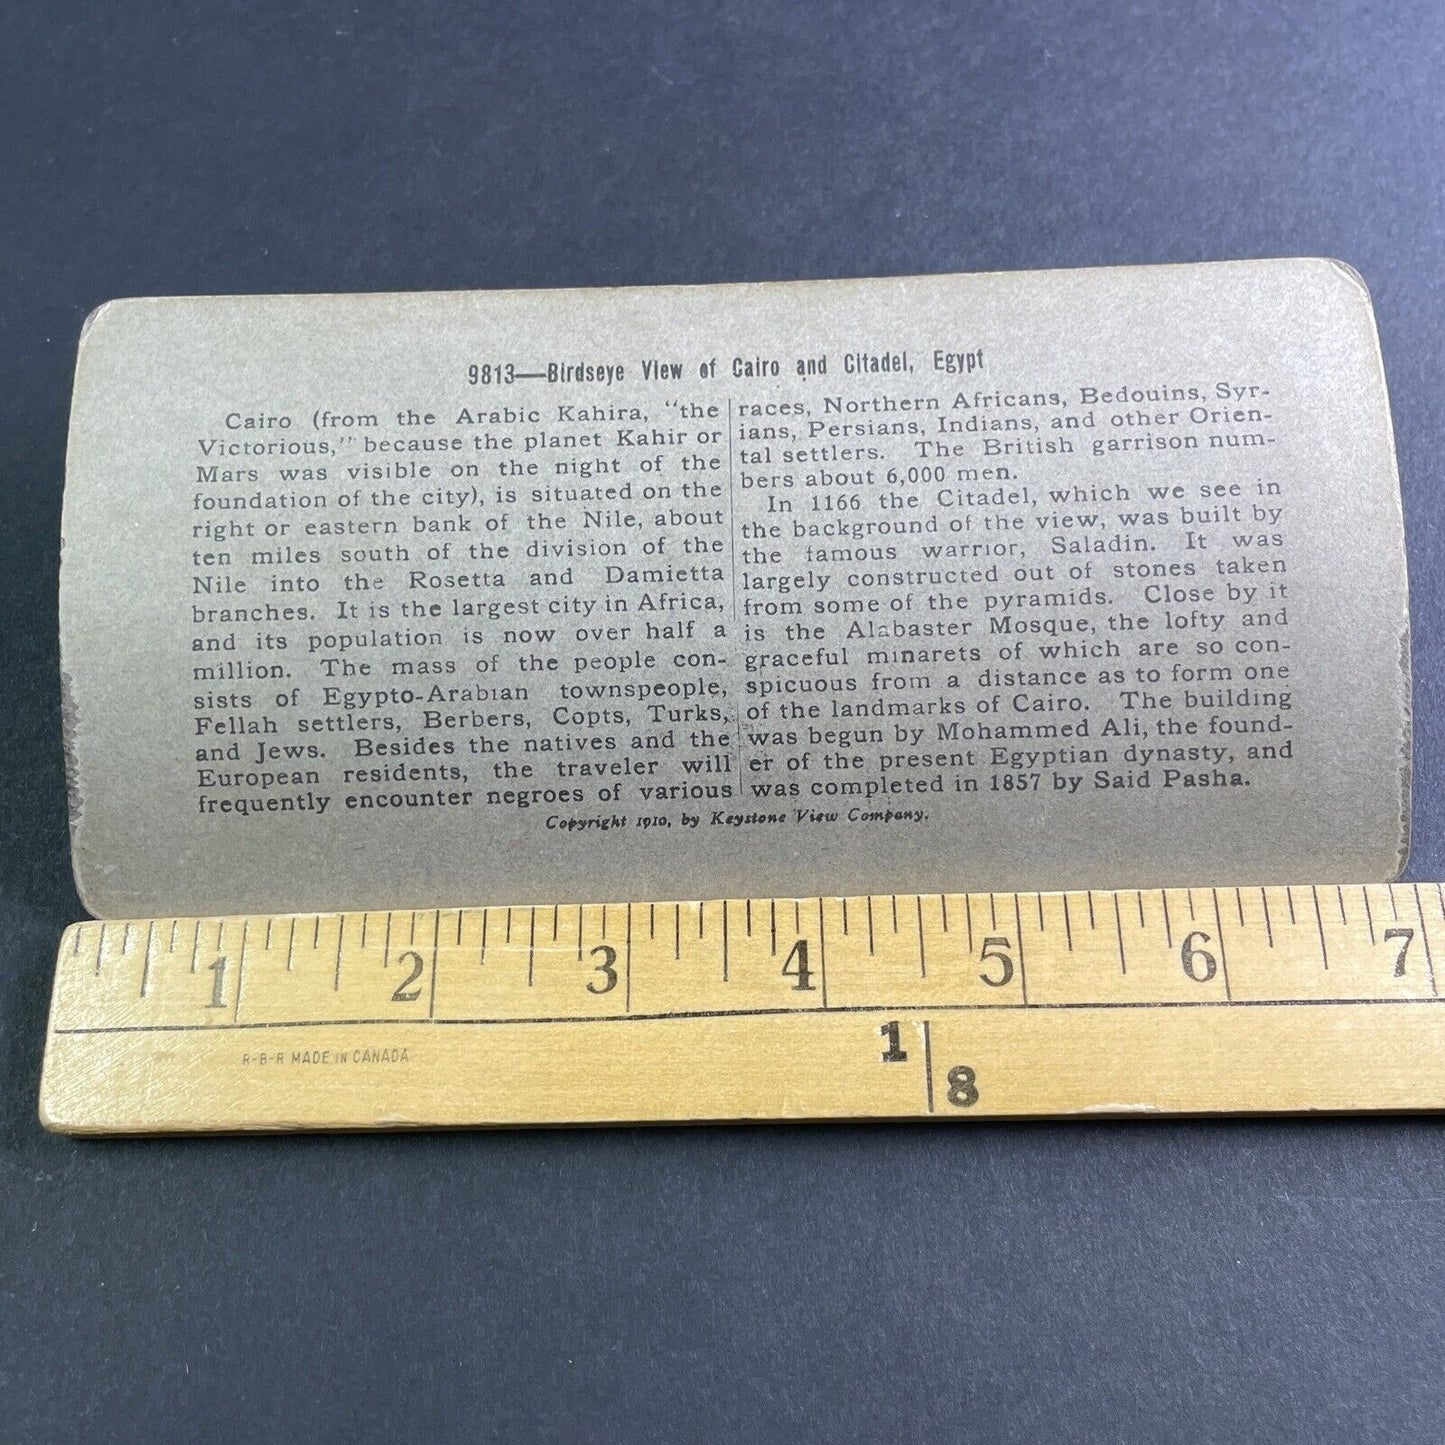 9813—Birdseye View of Cairo and Citadel, Egypt
Cairo (from the Arabic Kahira, "the
Victorious," because the planet Kahir or
Mars was visible on the night of the
foundation of the city), is situated on the
right or eastern bank of the Nile, about
ten miles south of the division of the
Nile into the Rosetta and Damietta
branches. It is the largest city in Africa,
and its population is now over half a
million. The mass of the people con-
sists of Egypto-Arabian townspeople,
Fellah settlers, Berbers, Copts, Turks,
and Jews. Besides the natives and the
European residents, the traveler will
frequently encounter negroes of various
races, Northern Africans, Bedouins, Syr-
ians, Persians, Indians, and other Orien-
tal settlers. The British garrison num-
bers about 6,000 men.
In 1166 the Citadel, which we see in
the background of the view, was built by
the famous warrior, Saladin. It was
largely constructed out of stones taken
from some of the pyramids. Close by it
is the Alabaster Mosque, the lofty and
graceful minarets of which are so con-
spicuous from a distance as to form one
of the landmarks of Cairo. The building
was begun by Mohammed Ali, the found-
er of the present Egyptian dynasty, and
was completed in 1857 by Said Pasha.
Copyright 1910, by Keystone View Company.
1 2 3 4 5 6 7
R-B-R MADE IN CANADA
1 8